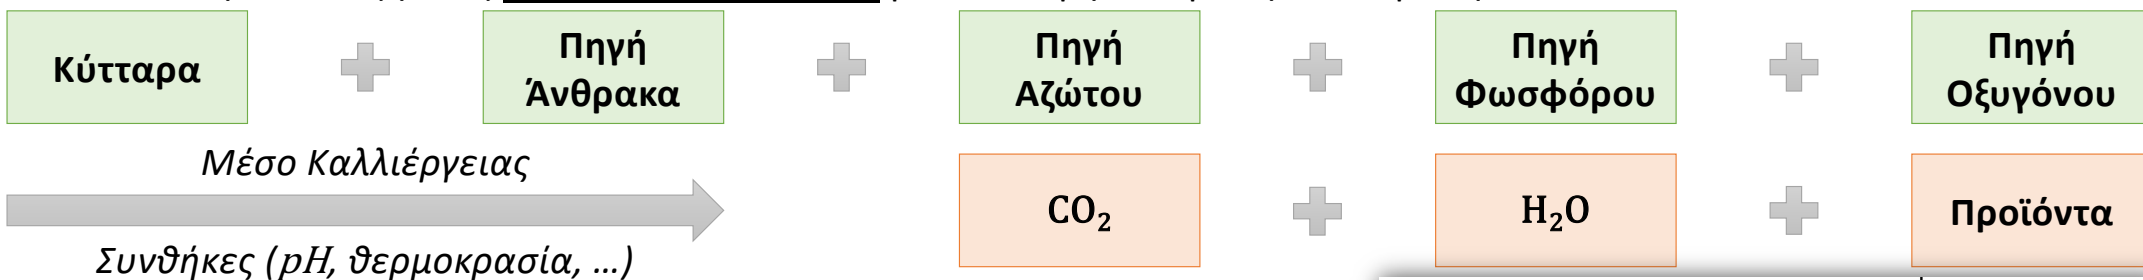 Κύτταρα
Πηγή
Άνθρακα
Πηγή
Αζώτου
Πηγή
Φωσφόρου
Πηγή
Οξυγόνου
Μέσο Καλλιέργειας
CO₂
H₂O
Προϊόντα
Συνθήκες (pH, θερμοκρασία, …)